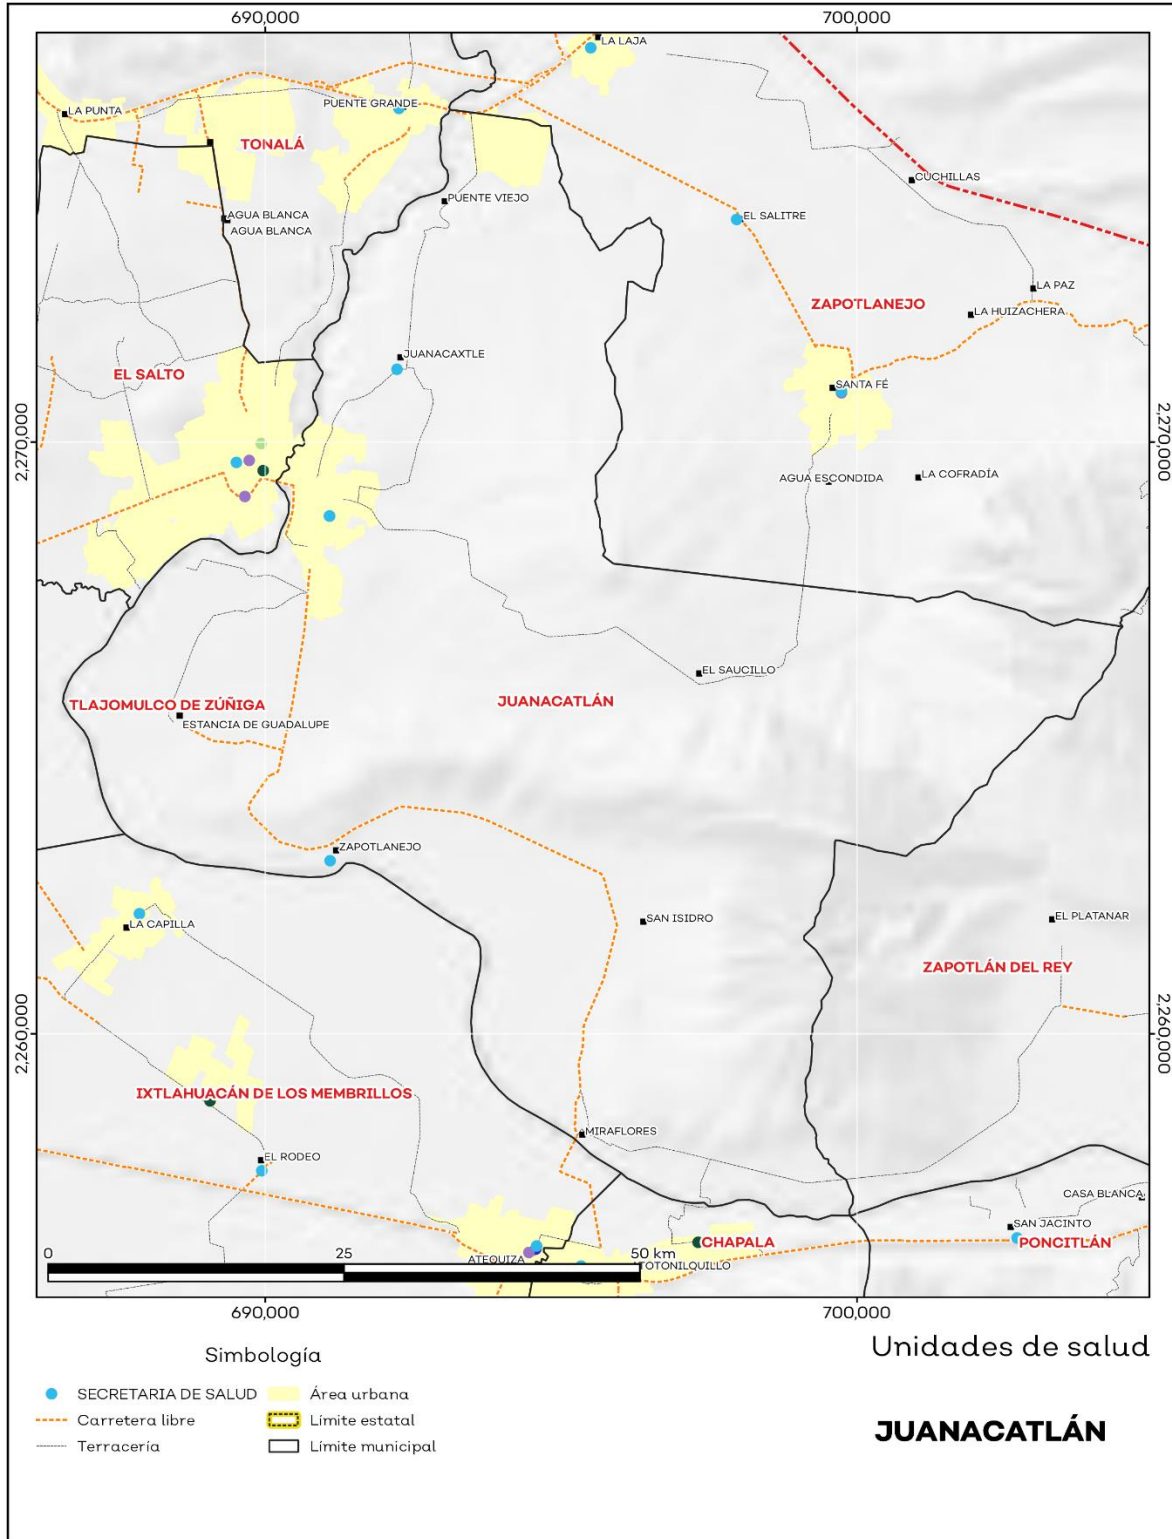 690,000
700,000
LA LAJA
PUENTE GRANDE
LA PUNTA
TONALÁ
CUCHILLAS
PUENTE VIEJO
AGUA BLANCA
AGUA BLANCA
EL SALITRE
LA PAZ
ZAPOTLANEJO
LA HUIZACHERA
JUANACAXTLE
EL SALTO
SANTA FÉ
2,270,000
2,270,000
AGUA ESCONDIDA
LA COFRADÍA
EL SAUCILLO
TLAJOMULCO DE ZÚÑIGA
JUANACATLÁN
ESTANCIA DE GUADALUPE
ZAPOTLANEJO
LA CAPILLA
SAN ISIDRO
EL PLATANAR
ZAPOTLÁN DEL REY
2,260,000
2,260,000
IXTLAHUACÁN DE LOS MEMBRILLOS
MIRAFLORES
EL RODEO
CASA BLANCA
SAN JACINTO
CHAPALA
PONCITLÁN
0
25
50 km
ATEQUIZA
ATOTONILQUILLO
690,000
700,000
Simbología
Unidades de salud
SECRETARIA DE SALUD
Área urbana
Carretera libre
Límite estatal
Terracería
Límite municipal
JUANACATLÁN